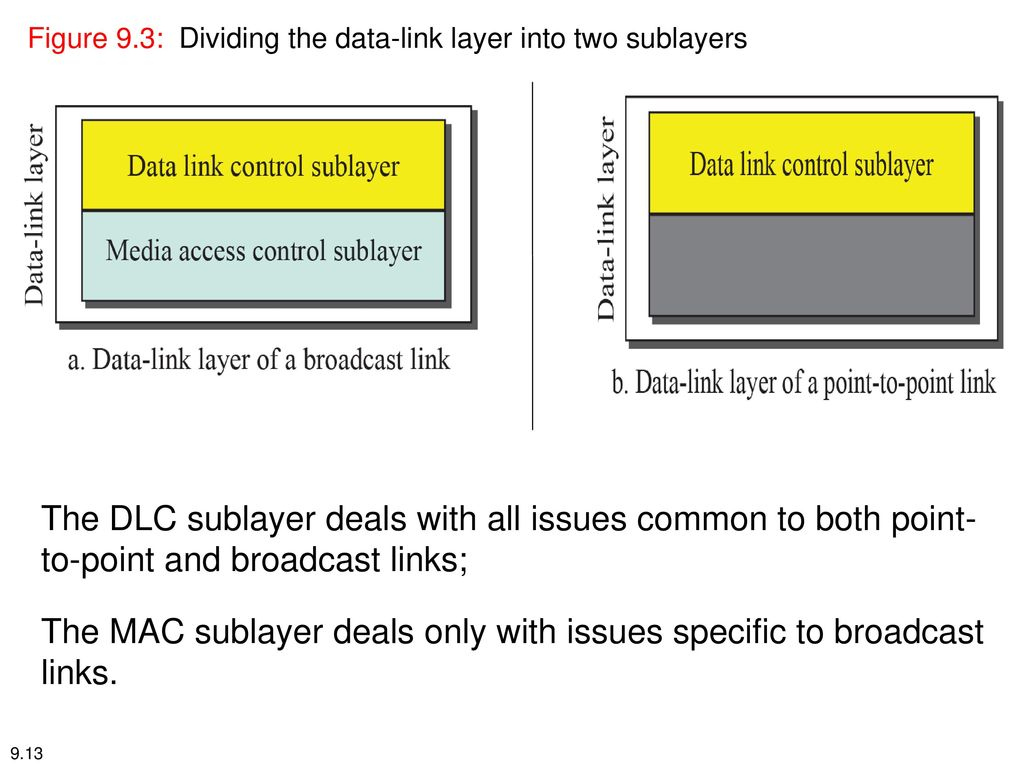 Figure 9.3: Dividing the data-link layer into two sublayers
Data-link layer
Data link control sublayer
Media access control sublayer
a. Data-link layer of a broadcast link
Data-link layer
Data link control sublayer
b. Data-link layer of a point-to-point link
The DLC sublayer deals with all issues common to both point-
to-point and broadcast links;
The MAC sublayer deals only with issues specific to broadcast
links.
9.13